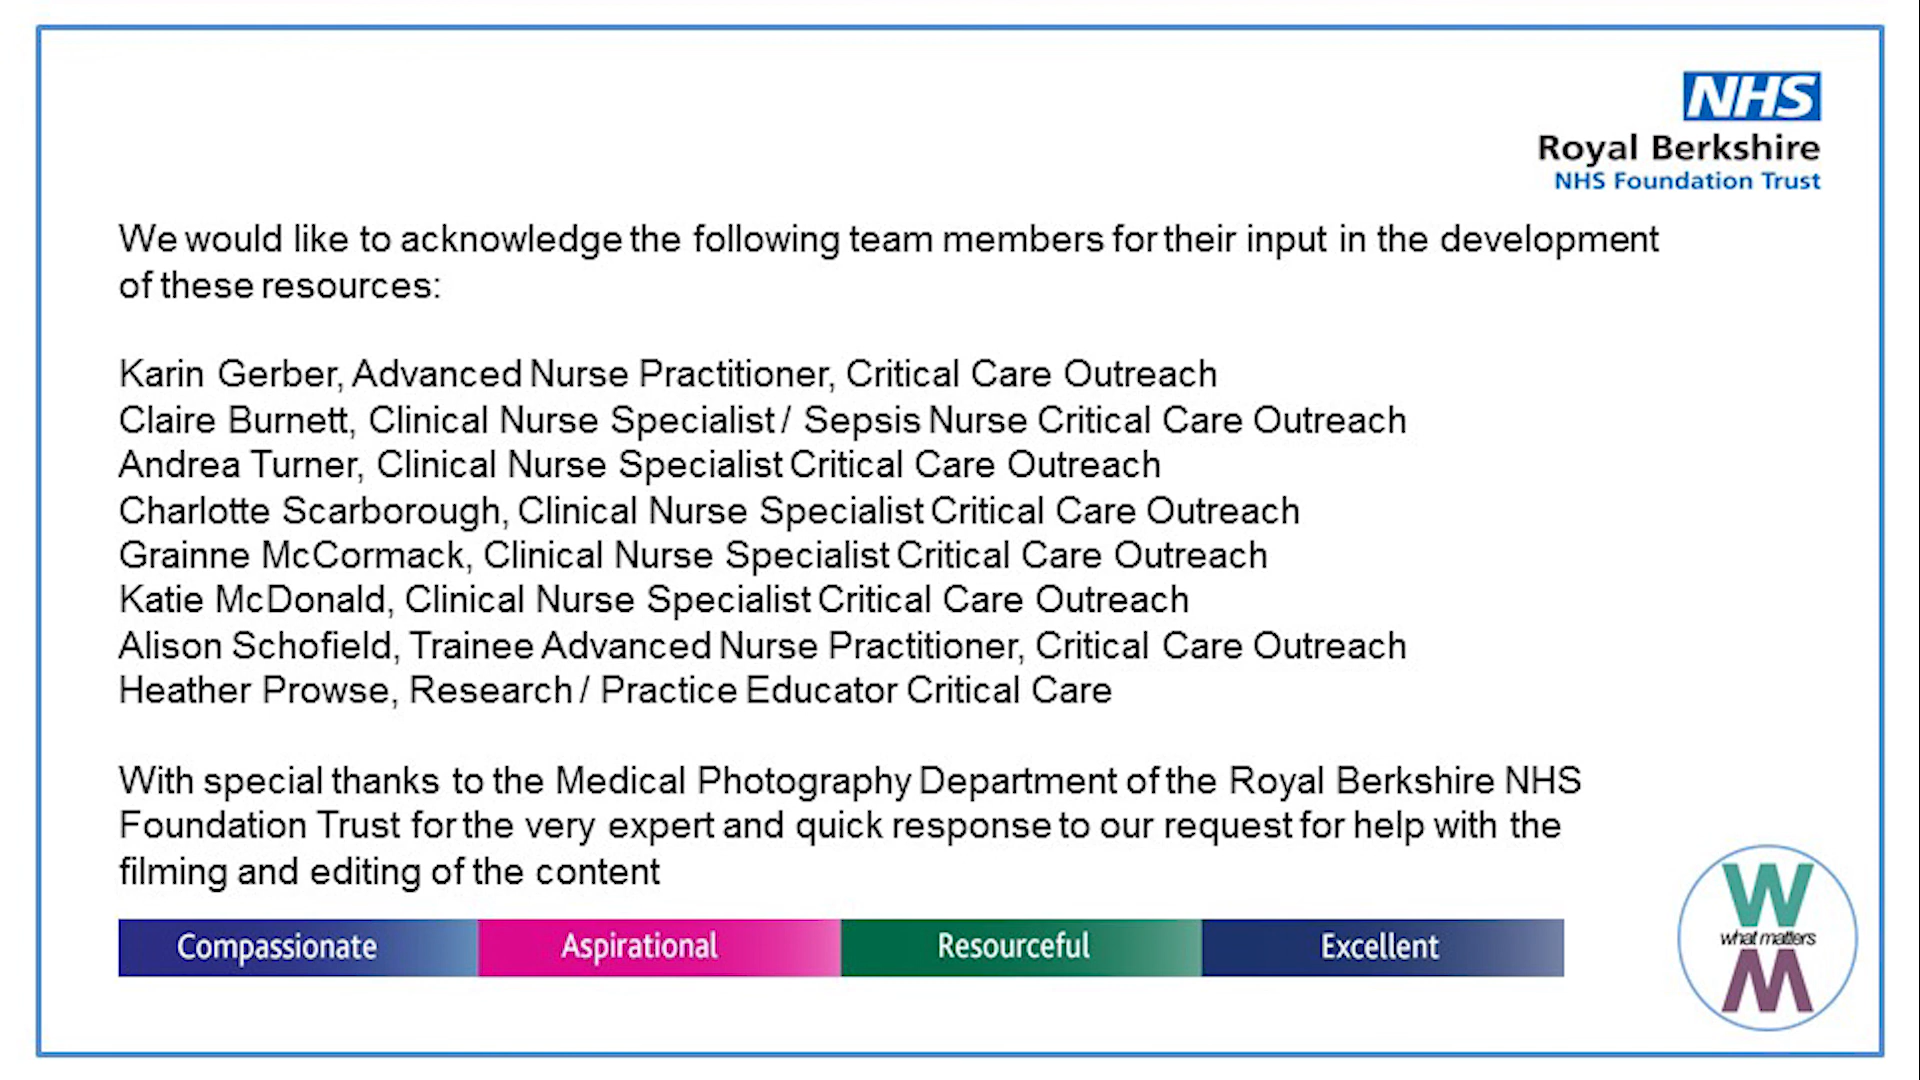 NHS
Royal Berkshire
NHS Foundation Trust
We would like to acknowledge the following team members for their input in the development
of these resources:
Karin Gerber, Advanced Nurse Practitioner, Critical Care Outreach
Claire Burnett, Clinical Nurse Specialist / Sepsis Nurse Critical Care Outreach
Andrea Turner, Clinical Nurse Specialist Critical Care Outreach
Charlotte Scarborough, Clinical Nurse Specialist Critical Care Outreach
Grainne McCormack, Clinical Nurse Specialist Critical Care Outreach
Katie McDonald, Clinical Nurse Specialist Critical Care Outreach
Alison Schofield, Trainee Advanced Nurse Practitioner, Critical Care Outreach
Heather Prowse, Research / Practice Educator Critical Care
With special thanks to the Medical Photography Department of the Royal Berkshire NHS
Foundation Trust for the very expert and quick response to our request for help with the
filming and editing of the content
Compassionate Aspirational Resourceful Excellent
W
what matters
M